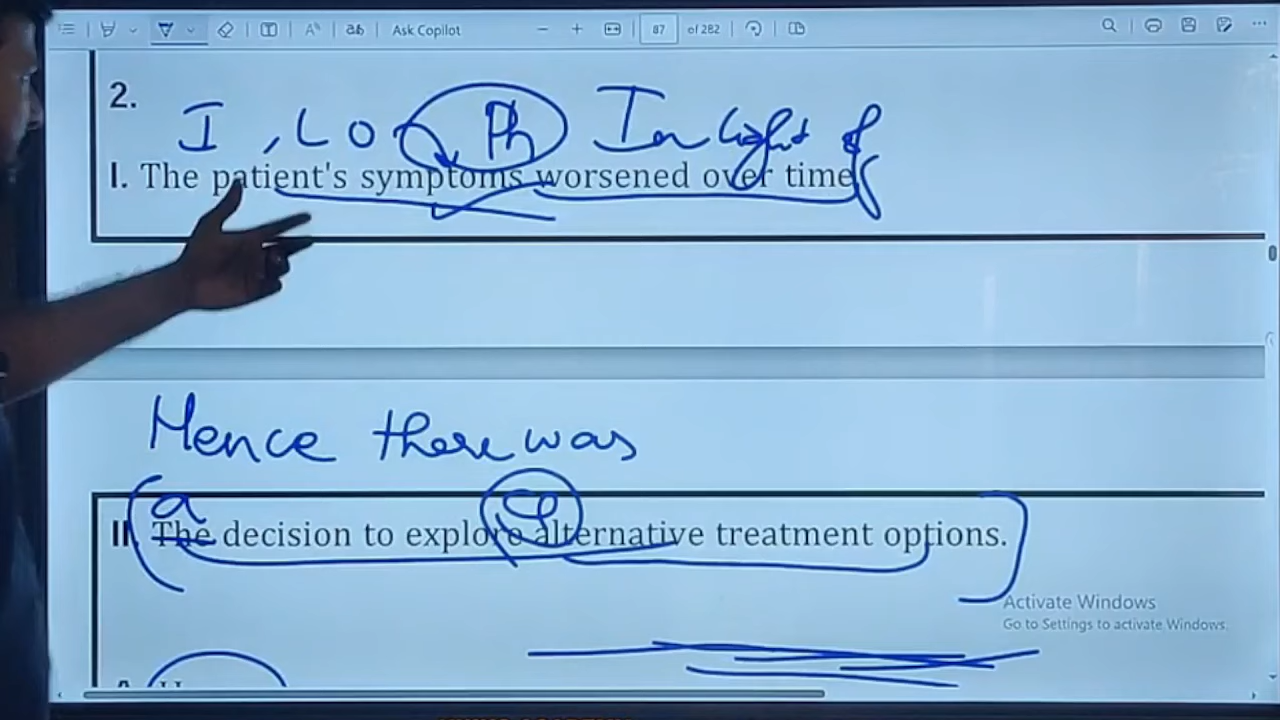 Ask Copilot 87 of 282
2.
I , LO Ph In light of
I. The patient's symptoms worsened over time
Hence there was
a
II. The decision to explore alternative treatment options.
Activate Windows
Go to Settings to activate Windows.